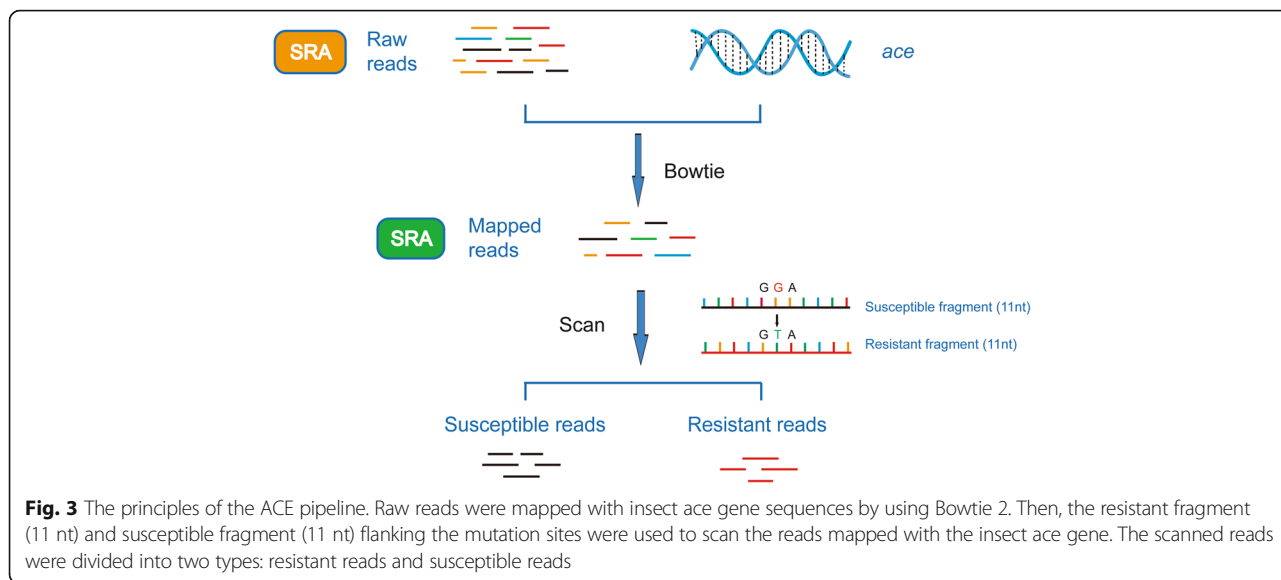 SRA
Raw
reads
ace
Bowtie
SRA
Mapped
reads
Scan
G G A
Susceptible fragment (11nt)
G T A
Resistant fragment (11nt)
Susceptible reads
Resistant reads
Fig. 3 The principles of the ACE pipeline. Raw reads were mapped with insect ace gene sequences by using Bowtie 2. Then, the resistant fragment
(11 nt) and susceptible fragment (11 nt) flanking the mutation sites were used to scan the reads mapped with the insect ace gene. The scanned reads
were divided into two types: resistant reads and susceptible reads